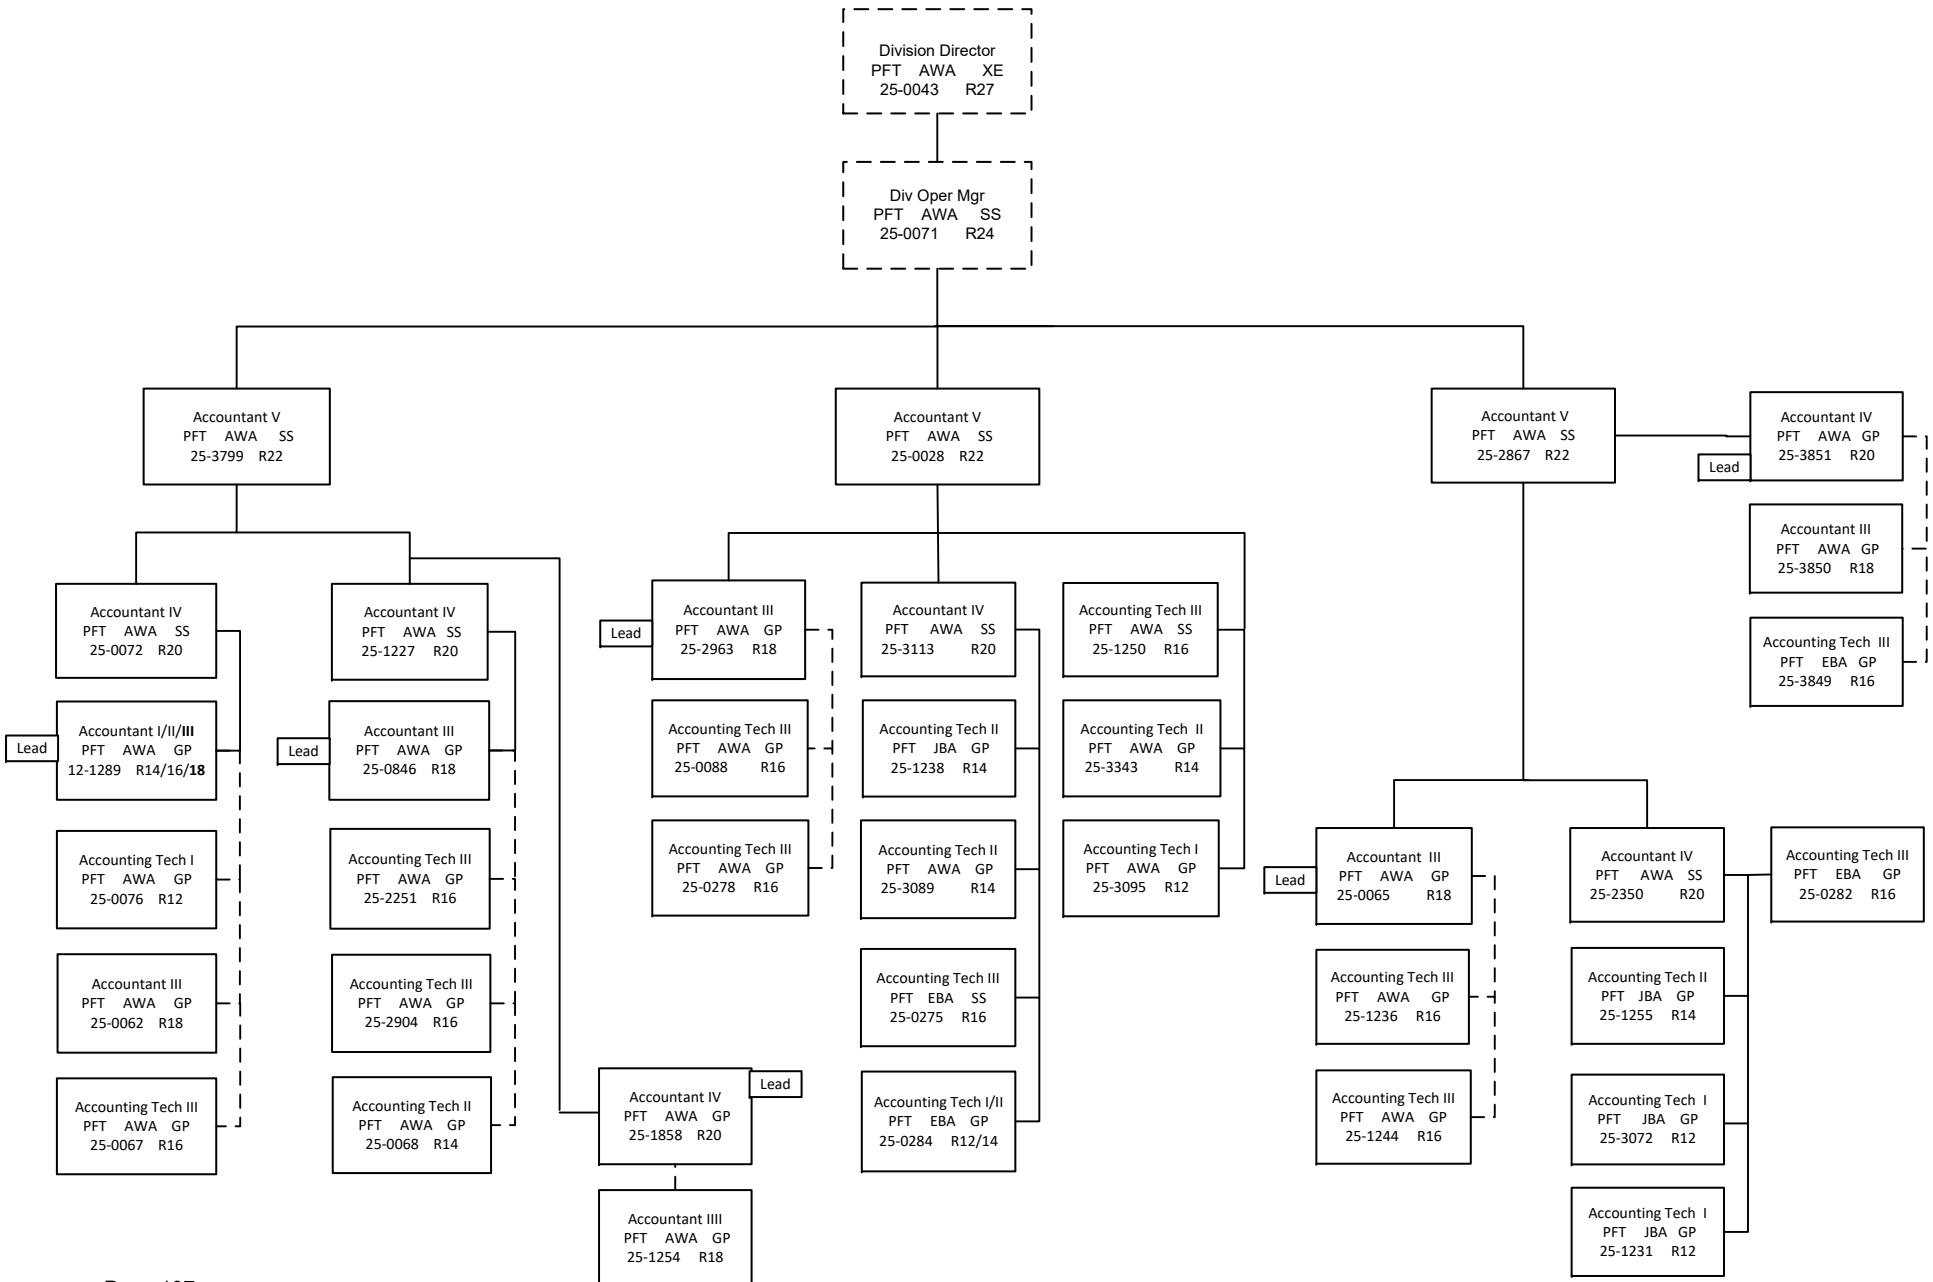 Division Director
PFT AWA XE
25-0043 R27
Div Oper Mgr
PFT AWA SS
25-0071 R24
Accountant V
PFT AWA SS
25-3799 R22
Accountant V
PFT AWA SS
25-0028 R22
Accountant V
PFT AWA SS
25-2867 R22
Accountant IV
PFT AWA GP
25-3851 R20
Lead
Accountant III
PFT AWA GP
25-3850 R18
Accounting Tech III
PFT EBA GP
25-3849 R16
Accountant IV
PFT AWA SS
25-0072 R20
Lead
Accountant I/II/III
PFT AWA GP
12-1289 R14/16/18
Accounting Tech I
PFT AWA GP
25-0076 R12
Accountant III
PFT AWA GP
25-0062 R18
Accounting Tech III
PFT AWA GP
25-0067 R16
Accountant IV
PFT AWA SS
25-1227 R20
Lead
Accountant III
PFT AWA GP
25-0846 R18
Accounting Tech III
PFT AWA GP
25-2251 R16
Accounting Tech III
PFT AWA GP
25-2904 R16
Accounting Tech II
PFT AWA GP
25-0068 R14
Accountant IV
PFT AWA GP
25-1858 R20
Lead
Accountant IIII
PFT AWA GP
25-1254 R18
Lead
Accountant III
PFT AWA GP
25-2963 R18
Accounting Tech III
PFT AWA GP
25-0088 R16
Accounting Tech III
PFT AWA GP
25-0278 R16
Accountant IV
PFT AWA SS
25-3113 R20
Accounting Tech II
PFT JBA GP
25-1238 R14
Accounting Tech II
PFT AWA GP
25-3089 R14
Accounting Tech III
PFT EBA SS
25-0275 R16
Accounting Tech I/II
PFT EBA GP
25-0284 R12/14
Accounting Tech III
PFT AWA SS
25-1250 R16
Accounting Tech II
PFT AWA GP
25-3343 R14
Accounting Tech I
PFT AWA GP
25-3095 R12
Lead
Accountant III
PFT AWA GP
25-0065 R18
Accounting Tech III
PFT AWA GP
25-1236 R16
Accounting Tech III
PFT AWA GP
25-1244 R16
Accountant IV
PFT AWA SS
25-2350 R20
Accounting Tech III
PFT EBA GP
25-0282 R16
Accounting Tech II
PFT JBA GP
25-1255 R14
Accounting Tech I
PFT JBA GP
25-3072 R12
Accounting Tech I
PFT JBA GP
25-1231 R12